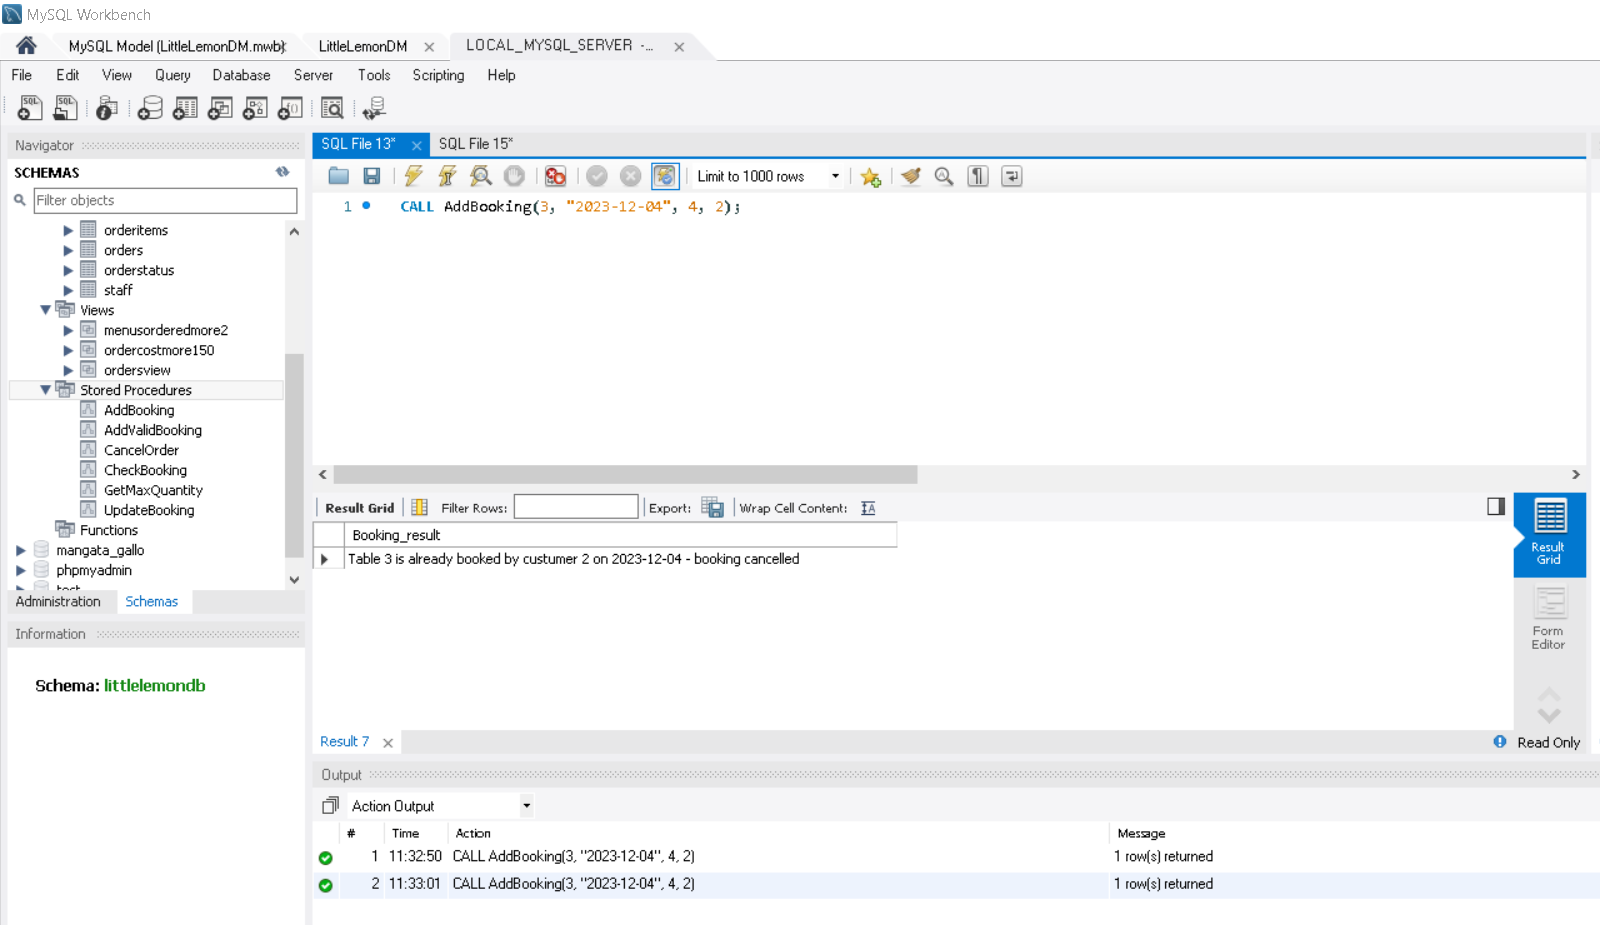 MySQL Workbench
MySQL Model (LittleLemonDM.mwb)
LittleLemonDM
LOCAL_MYSQL_SERVER -...
File Edit View Query Database Server Tools Scripting Help
Navigator
SCHEMAS
Filter objects
orderitems
orders
orderstatus
staff
Views
menusorderedmore2
ordercostmore150
ordersview
Stored Procedures
AddBooking
AddValidBooking
CancelOrder
CheckBooking
GetMaxQuantity
UpdateBooking
Functions
mangata_gallo
phpmyadmin
test
Administration Schemas
Information
Schema: littlelemondb
SQL File 13* SQL File 15*
Limit to 1000 rows
1 CALL AddBooking(3, "2023-12-04", 4, 2);
Result Grid Filter Rows: Export: Wrap Cell Content:
Booking_result
Table 3 is already booked by custumer 2 on 2023-12-04 - booking cancelled
Result
Grid
Form
Editor
Result 7
Read Only
Output
Action Output
# Time Action Message
1 11:32:50 CALL AddBooking(3, "2023-12-04", 4, 2) 1 row(s) returned
2 11:33:01 CALL AddBooking(3, "2023-12-04", 4, 2) 1 row(s) returned